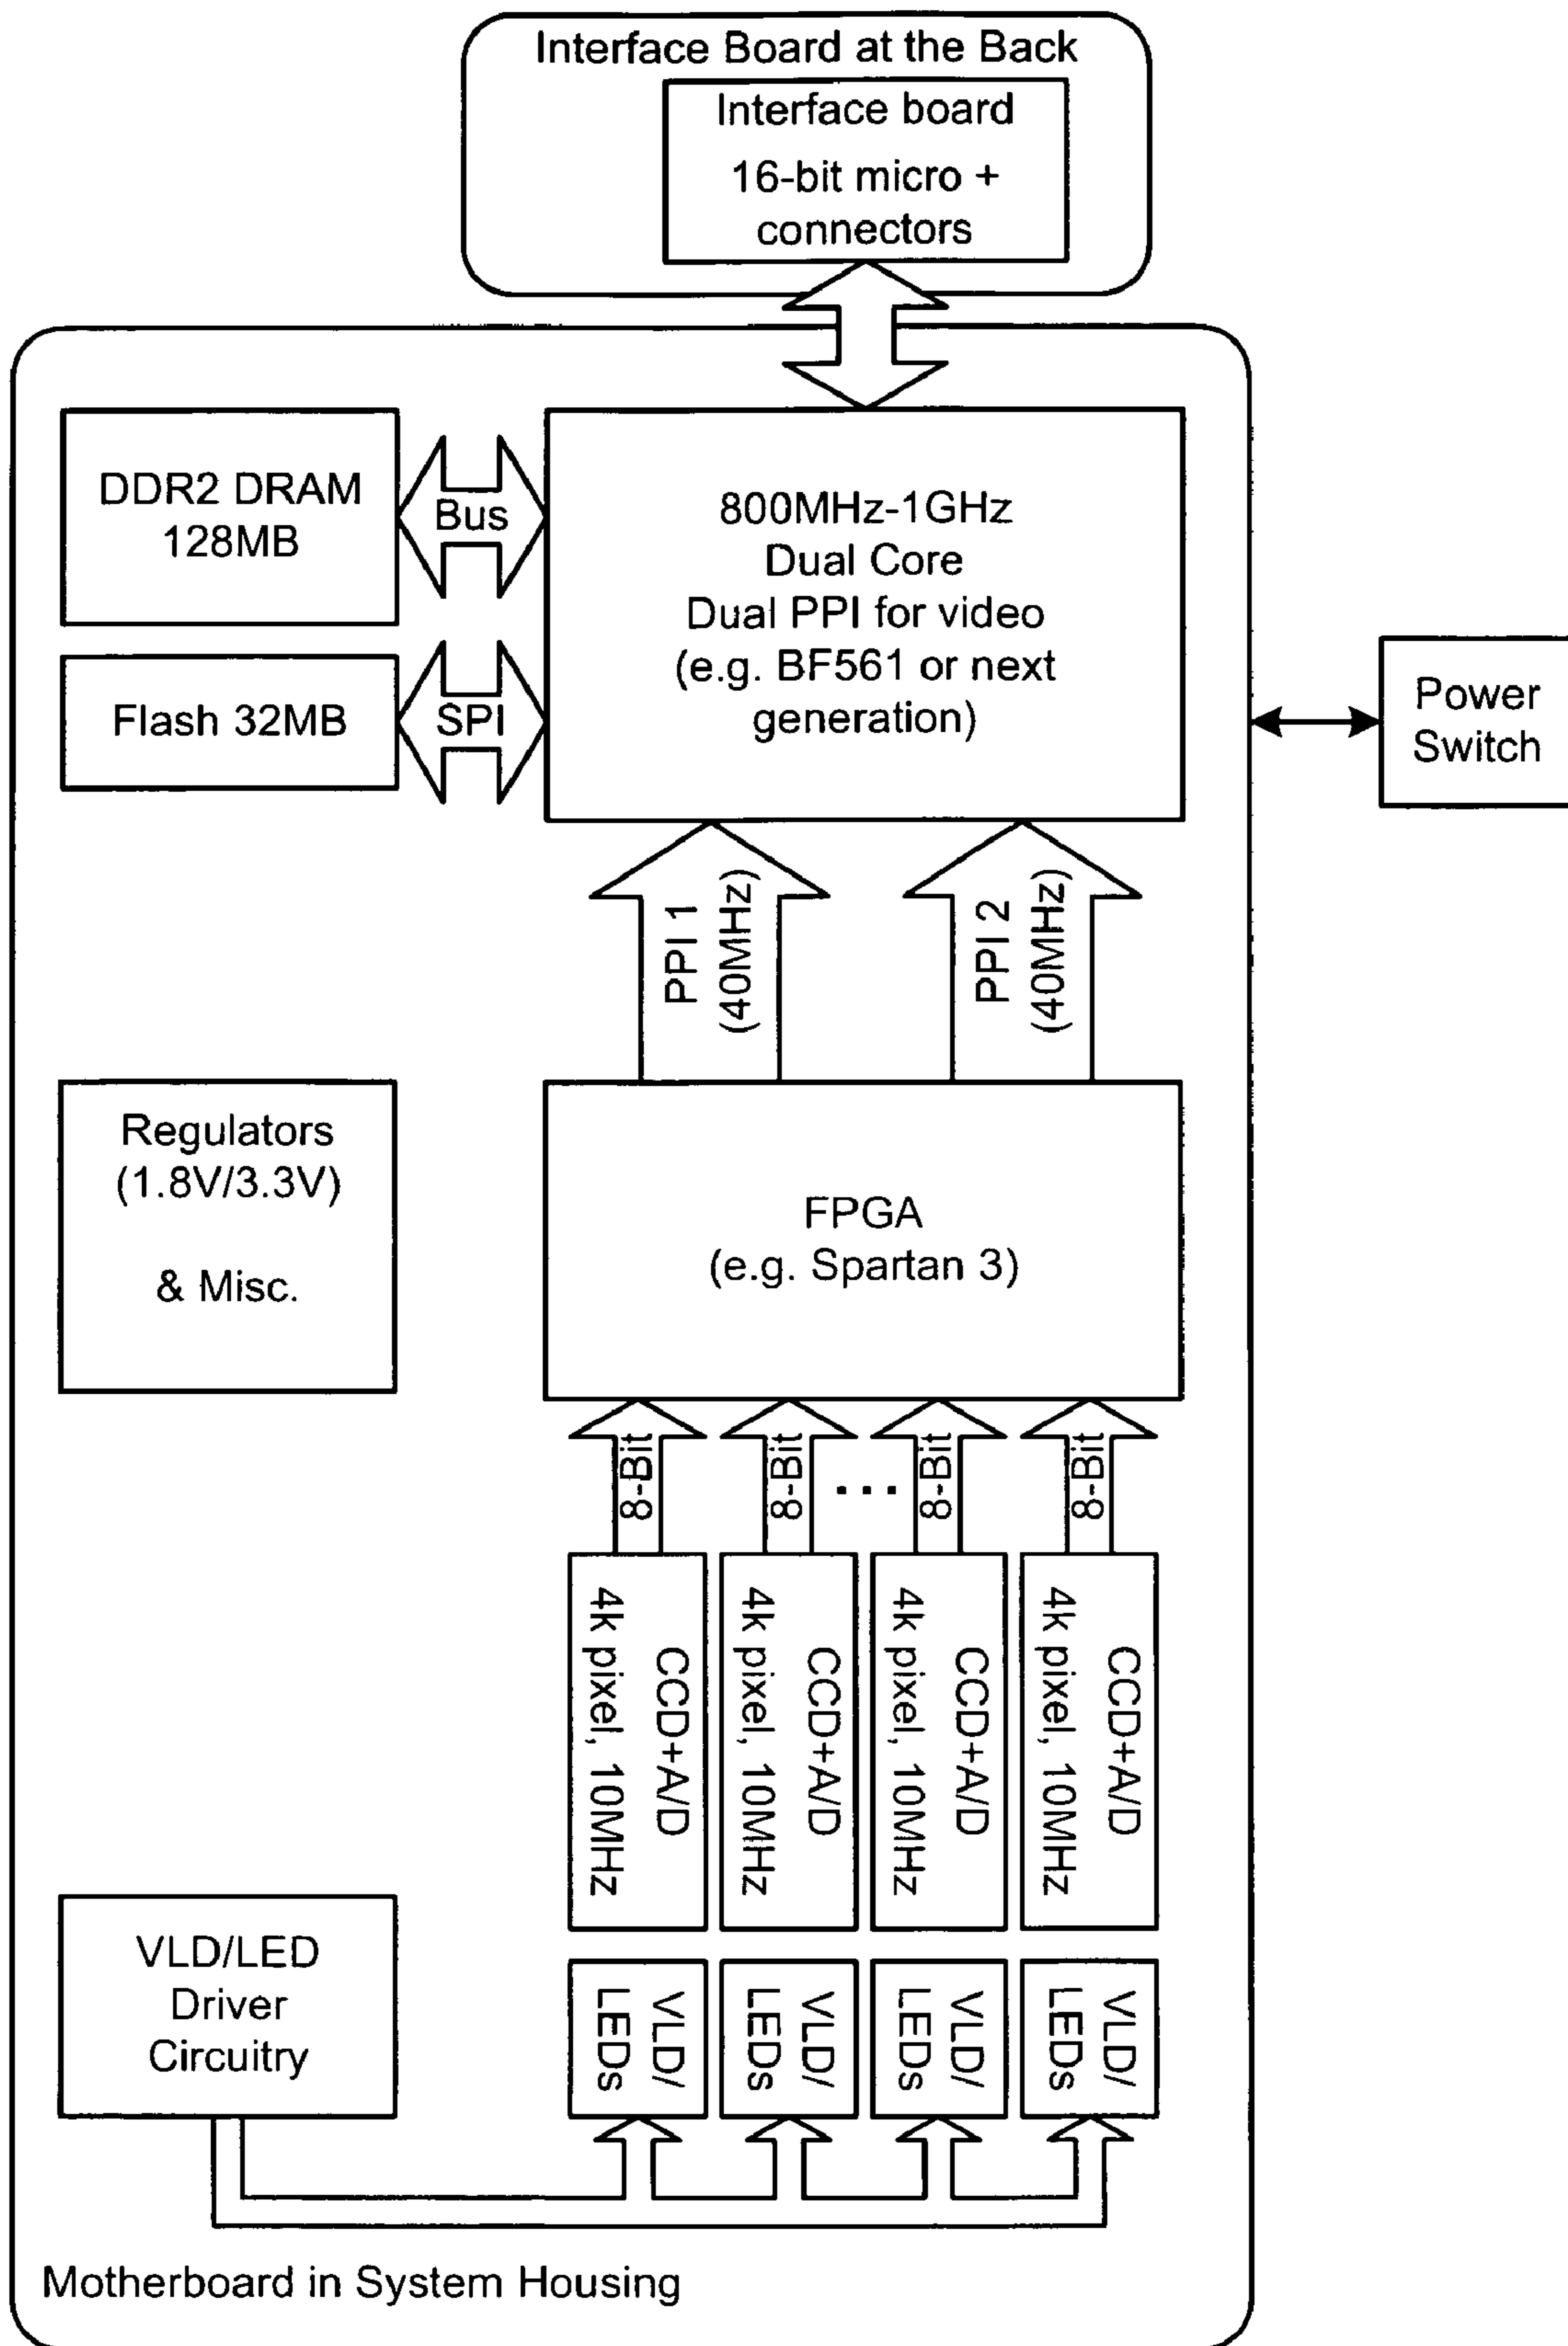 Interface Board at the Back
Interface board
16-bit micro +
connectors
DDR2 DRAM
128MB
Bus
800MHz-1GHz
Dual Core
Dual PPI for video
(e.g. BF561 or next
generation)
Flash 32MB
SPI
Power
Switch
PPI 1
(40MHz)
PPI 2
(40MHz)
Regulators
(1.8V/3.3V)
& Misc.
FPGA
(e.g. Spartan 3)
8-Bit
8-Bit
...
8-Bit
8-Bit
CCD+A/D
4k pixel, 10MHz
CCD+A/D
4k pixel, 10MHz
CCD+A/D
4k pixel, 10MHz
CCD+A/D
4k pixel, 10MHz
VLD/LED
Driver
Circuitry
VLD/
LEDs
VLD/
LEDs
VLD/
LEDs
VLD/
LEDs
Motherboard in System Housing